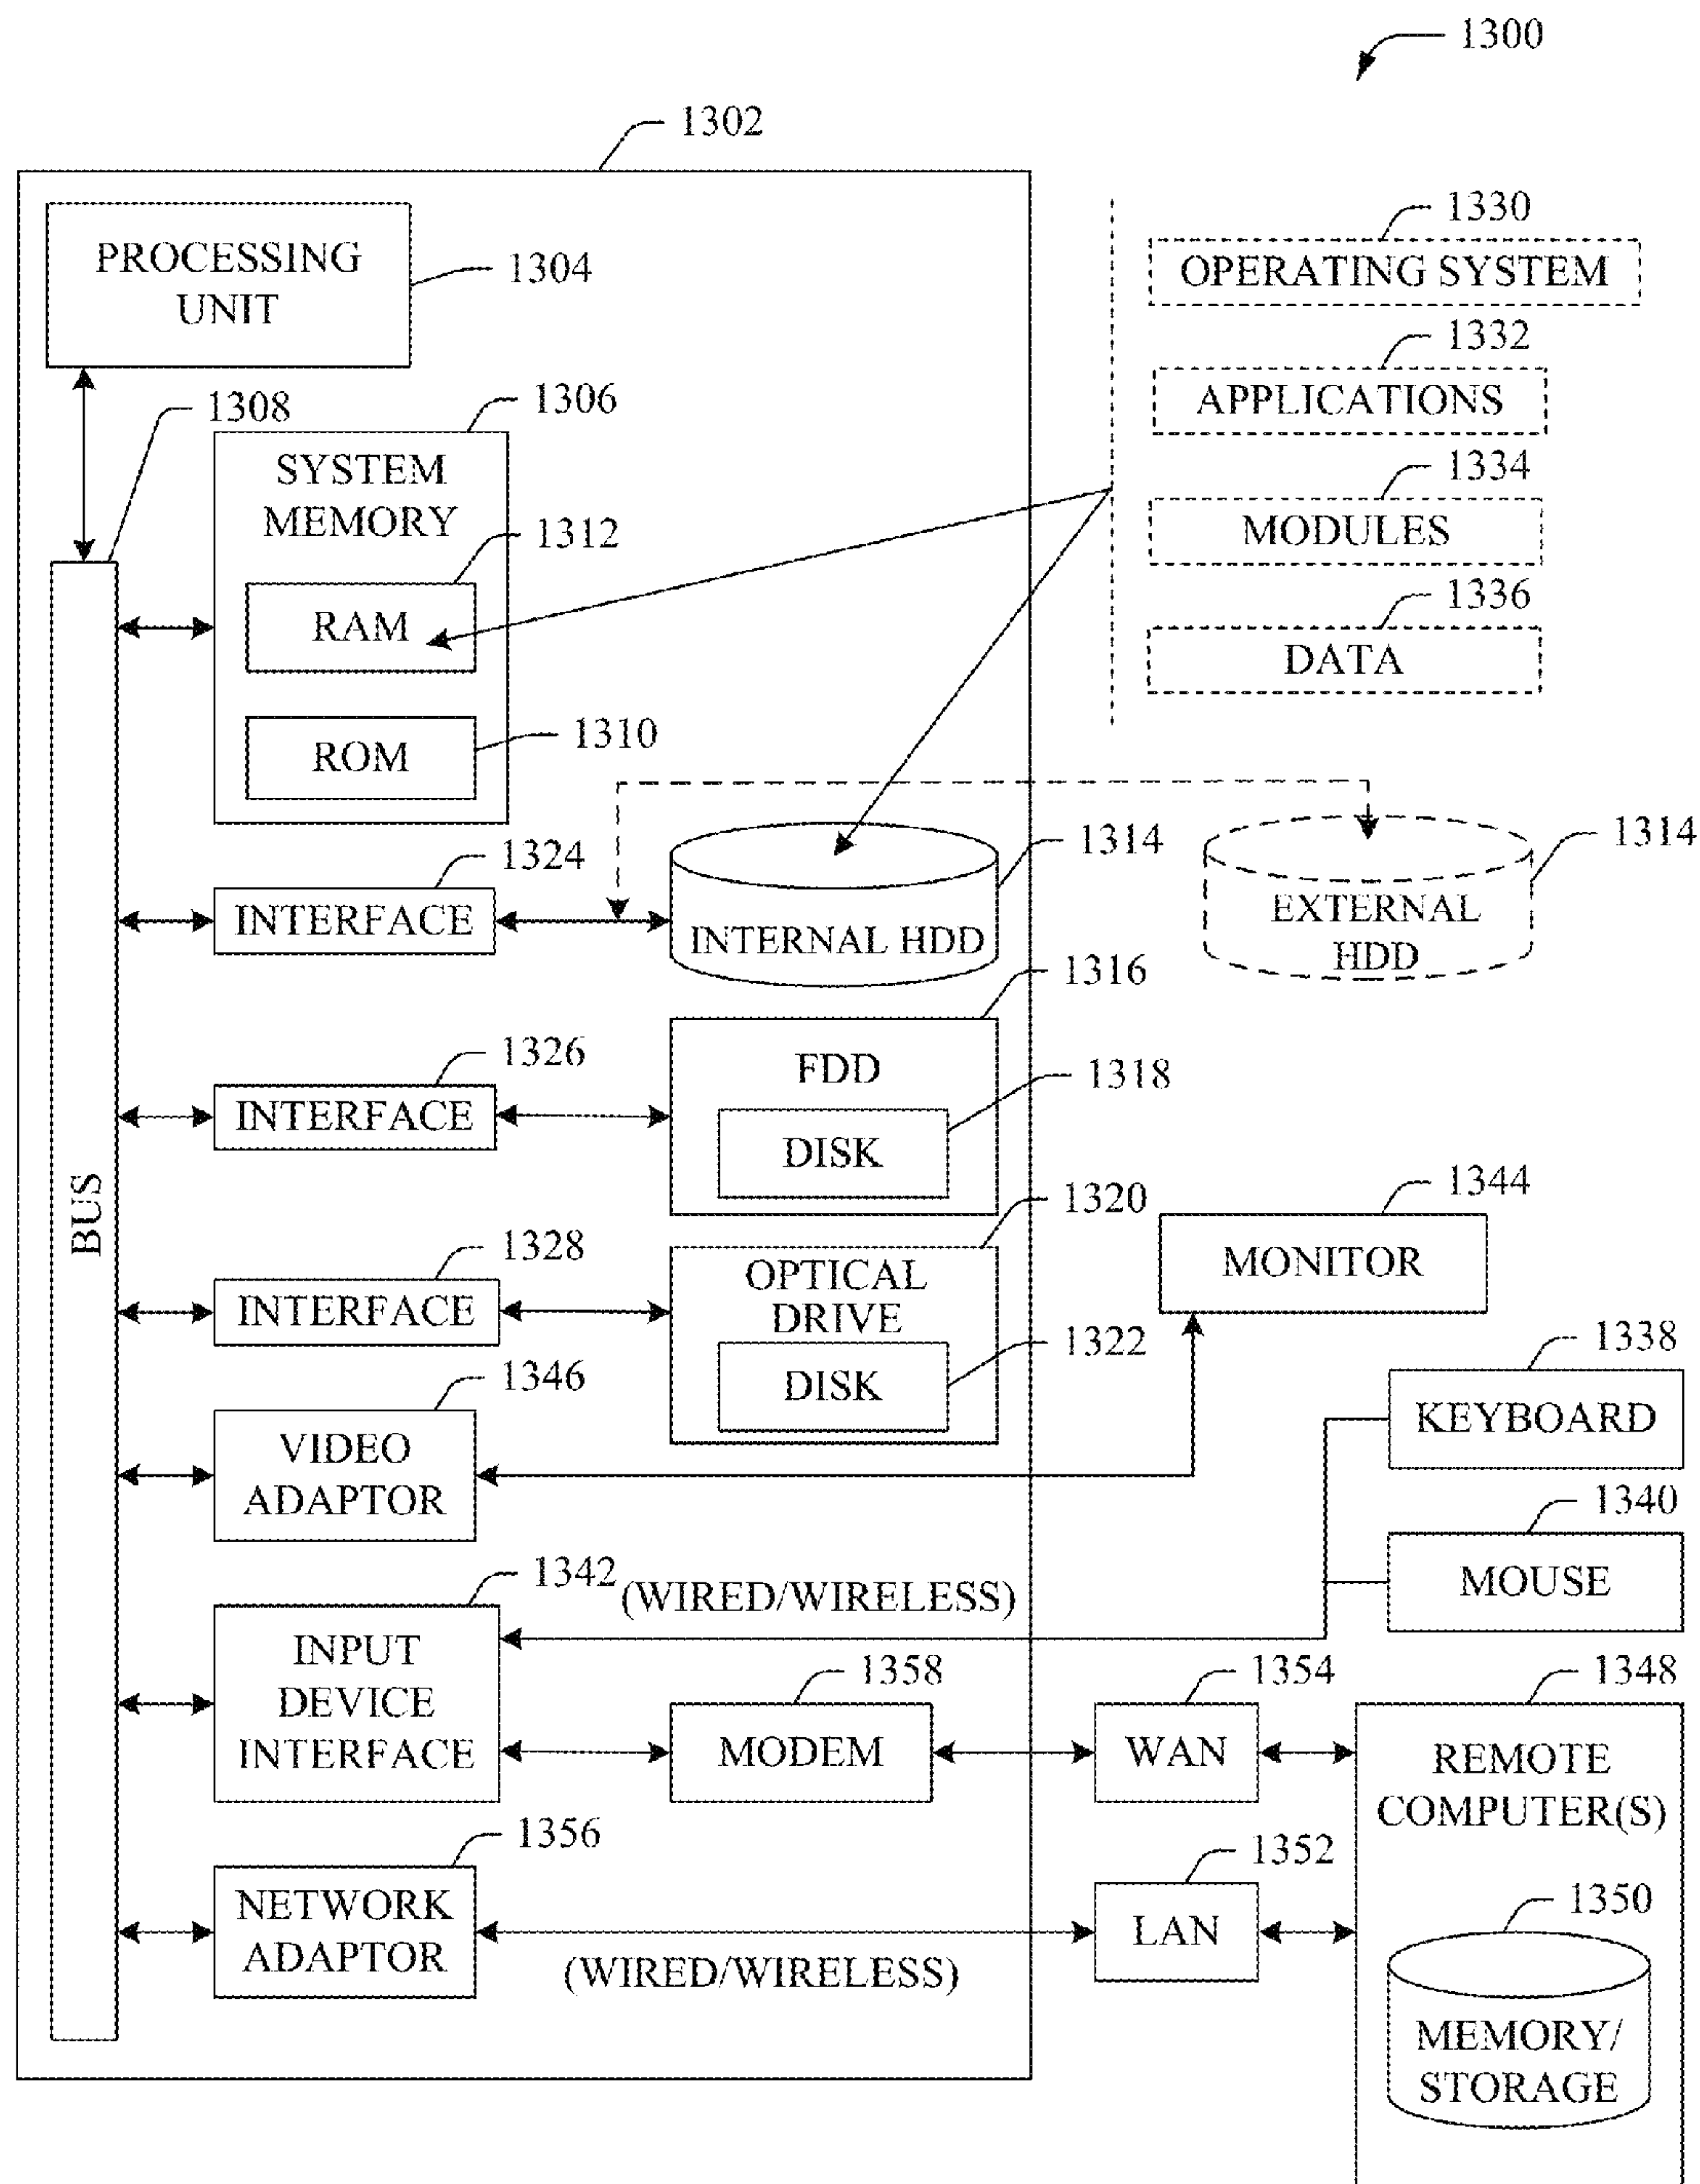 1300
1302
PROCESSING
UNIT
1304
1308
1306
SYSTEM
MEMORY
1312
RAM
ROM
1310
1330
OPERATING SYSTEM
1332
APPLICATIONS
1334
MODULES
1336
DATA
1324
INTERFACE
1314
INTERNAL HDD
1314
EXTERNAL
HDD
1326
INTERFACE
1316
FDD
1318
DISK
BUS
1328
INTERFACE
1320
OPTICAL
DRIVE
1322
DISK
1344
MONITOR
1346
VIDEO
ADAPTOR
1338
KEYBOARD
1340
MOUSE
1342
(WIRED/WIRELESS)
INPUT
DEVICE
INTERFACE
1358
MODEM
1354
WAN
1348
REMOTE
COMPUTER(S)
1356
NETWORK
ADAPTOR
(WIRED/WIRELESS)
1352
LAN
1350
MEMORY/
STORAGE